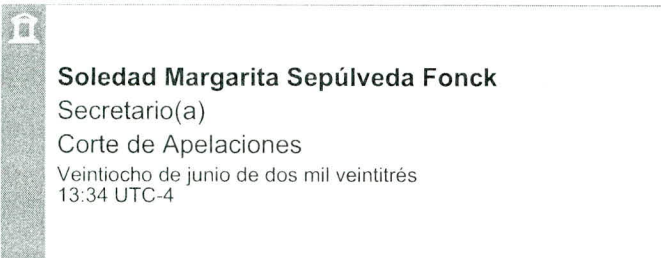 Soledad Margarita Sepúlveda Fonck
Secretario(a)
Corte de Apelaciones
Veintiocho de junio de dos mil veintitrés
13:34 UTC-4